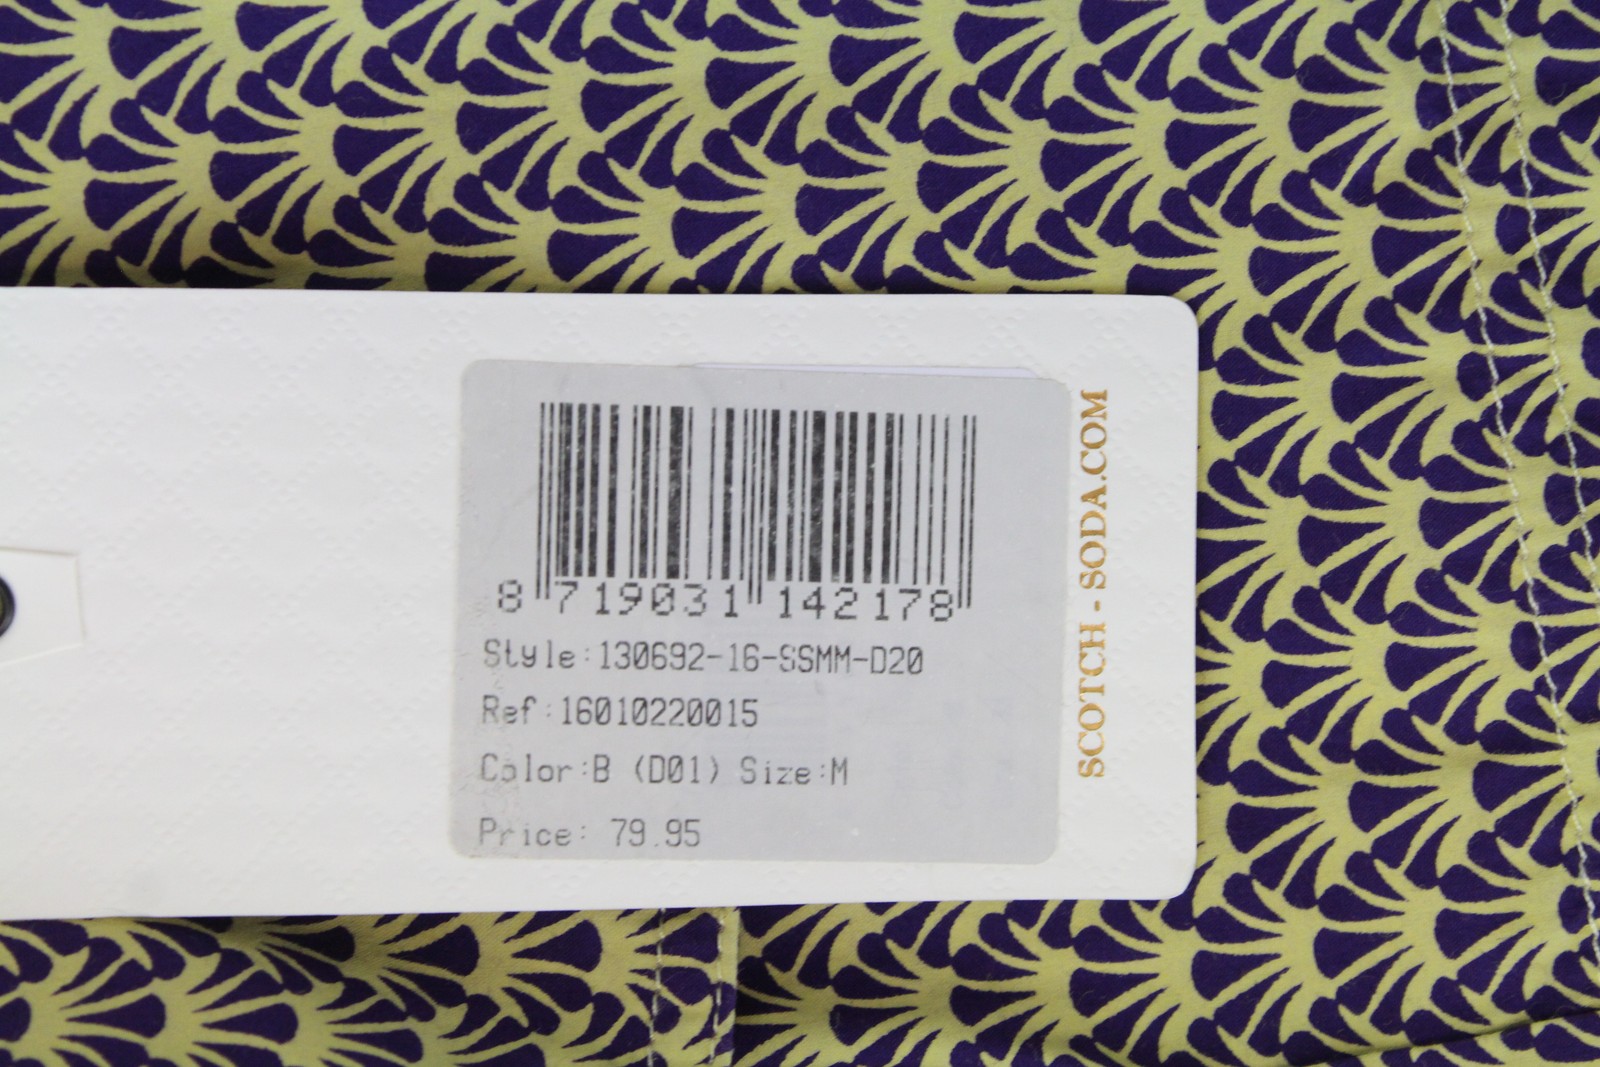 8 719031 142178
Style:130692-16-SSMM-D20
Ref:16010220015
Color:B (D01) Size:M
Price: 79.95
SCOTCH - SODA.COM